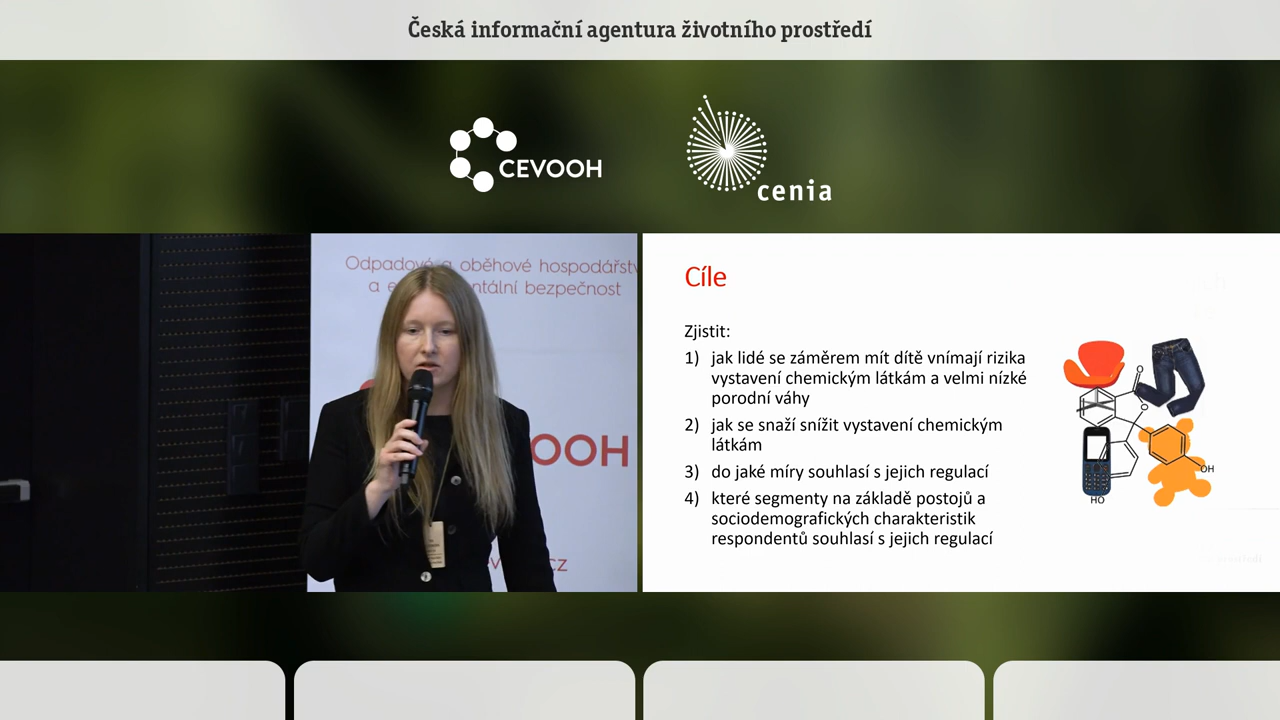 Česká informační agentura životního prostředí
CEVOOH
cenia
Odpadové a oběhové hospodářstv
a e ntální bezpečnost
OOH
cz
Cíle
Zjistit:
1) jak lidé se záměrem mít dítě vnímají rizika
vystavení chemickým látkám a velmi nízké
porodní váhy
2) jak se snaží snížit vystavení chemickým
látkám
3) do jaké míry souhlasí s jejich regulací
4) které segmenty na základě postojů a
sociodemografických charakteristik
respondentů souhlasí s jejich regulací
O
O
OH
HO